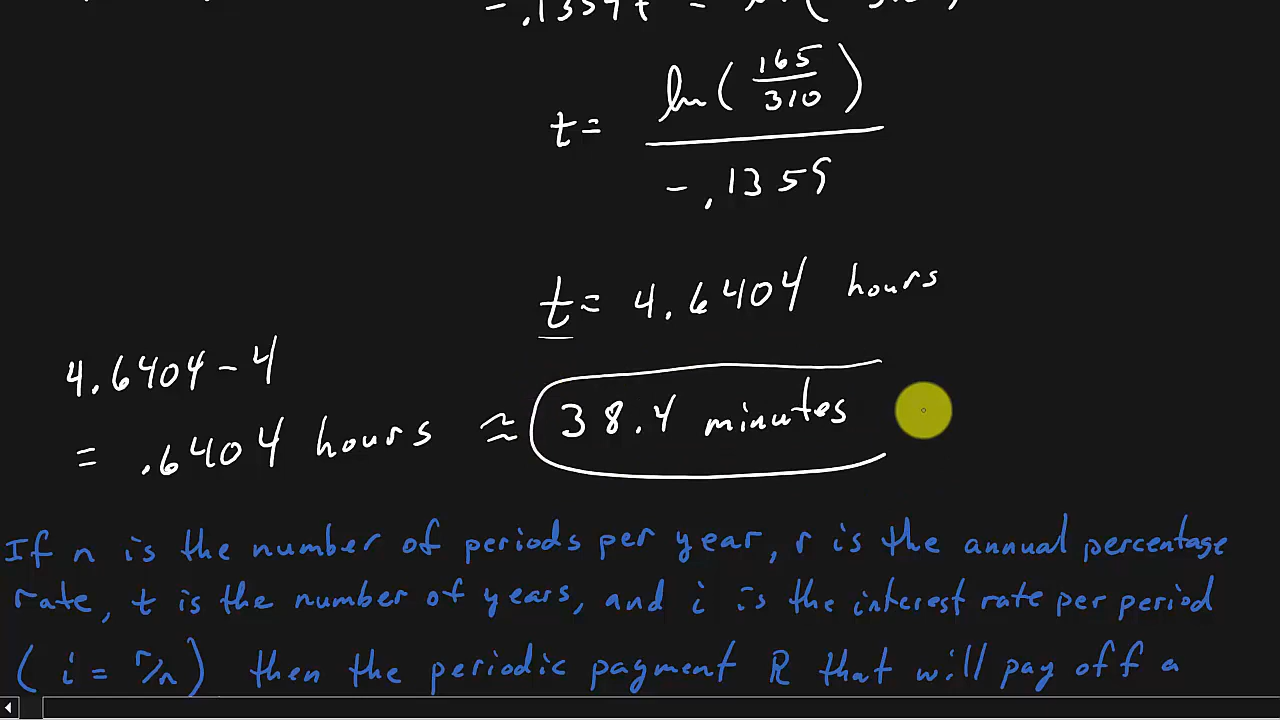 t =
ln(165/310)
-.1359
t = 4.6404 hours
4.6404 - 4
= .6404 hours ≈ 38.4 minutes
If n is the number of periods per year, r is the annual percentage
rate, t is the number of years, and i is the interest rate per period
(i = r/n) then the periodic payment R that will pay off a